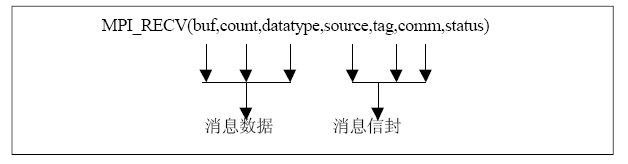 MPI_RECV(buf,count,datatype,source,tag,comm,status)
消息数据 消息信封